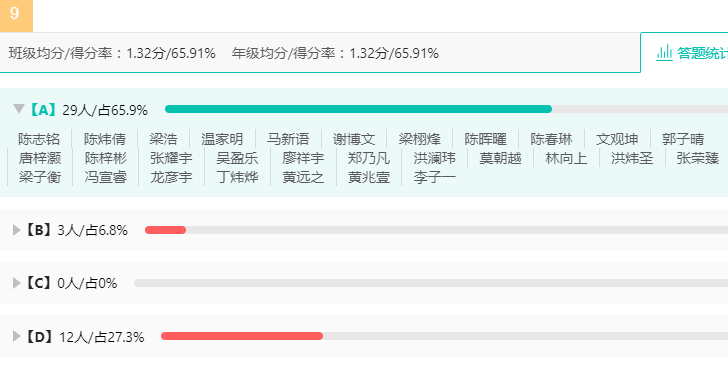 9
班级均分/得分率：1.32分/65.91% 年级均分/得分率：1.32分/65.91% 答题统计
【A】29人/占65.9%
陈志铭 陈炜倩 梁浩 温家明 马新语 谢博文 梁栩烽 陈晖曜 陈春琳 文观坤 郭子晴
唐梓灏 陈梓彬 张耀宇 吴盈乐 廖祥宇 郑乃凡 洪澜玮 莫朝越 林向上 洪炜圣 张荣臻
梁子衡 冯宣睿 龙彦宇 丁炜烨 黄远之 黄兆壹 李子一
【B】3人/占6.8%
【C】0人/占0%
【D】12人/占27.3%